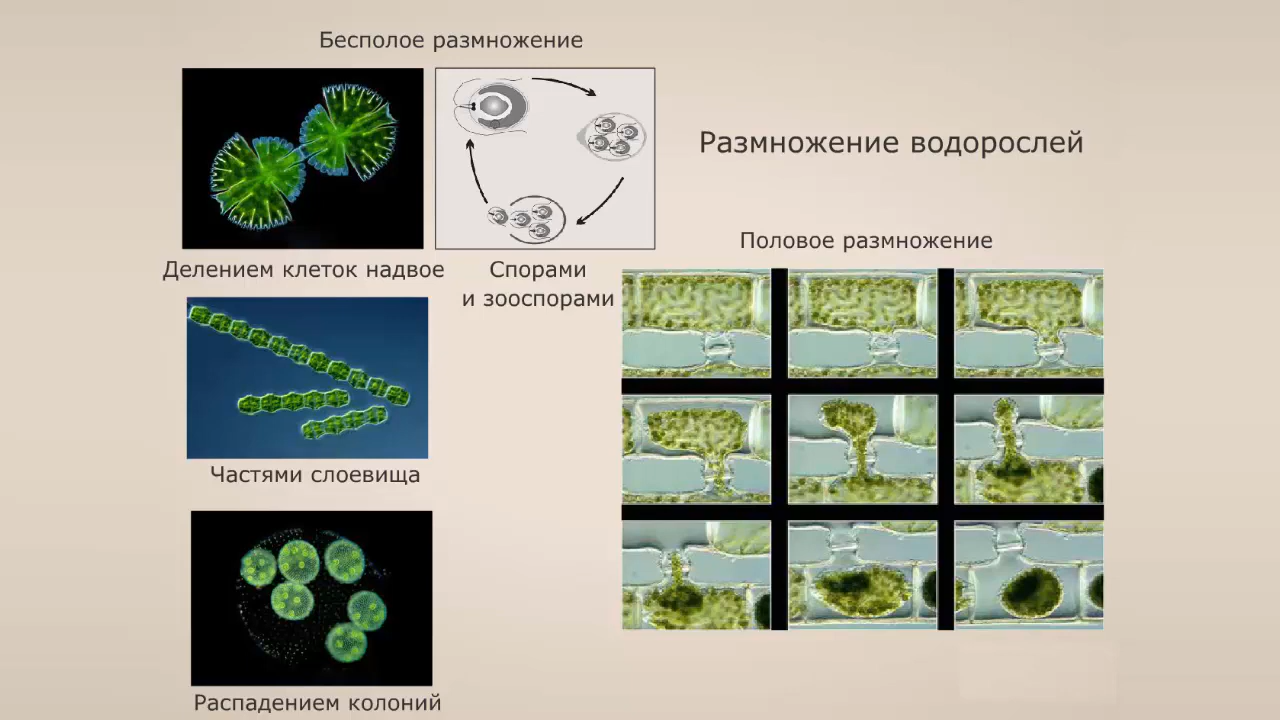 Бесполое размножение
Размножение водорослей
Половое размножение
Делением клеток надвое
Спорами
и зооспорами
Частями слоевища
Распадением колоний